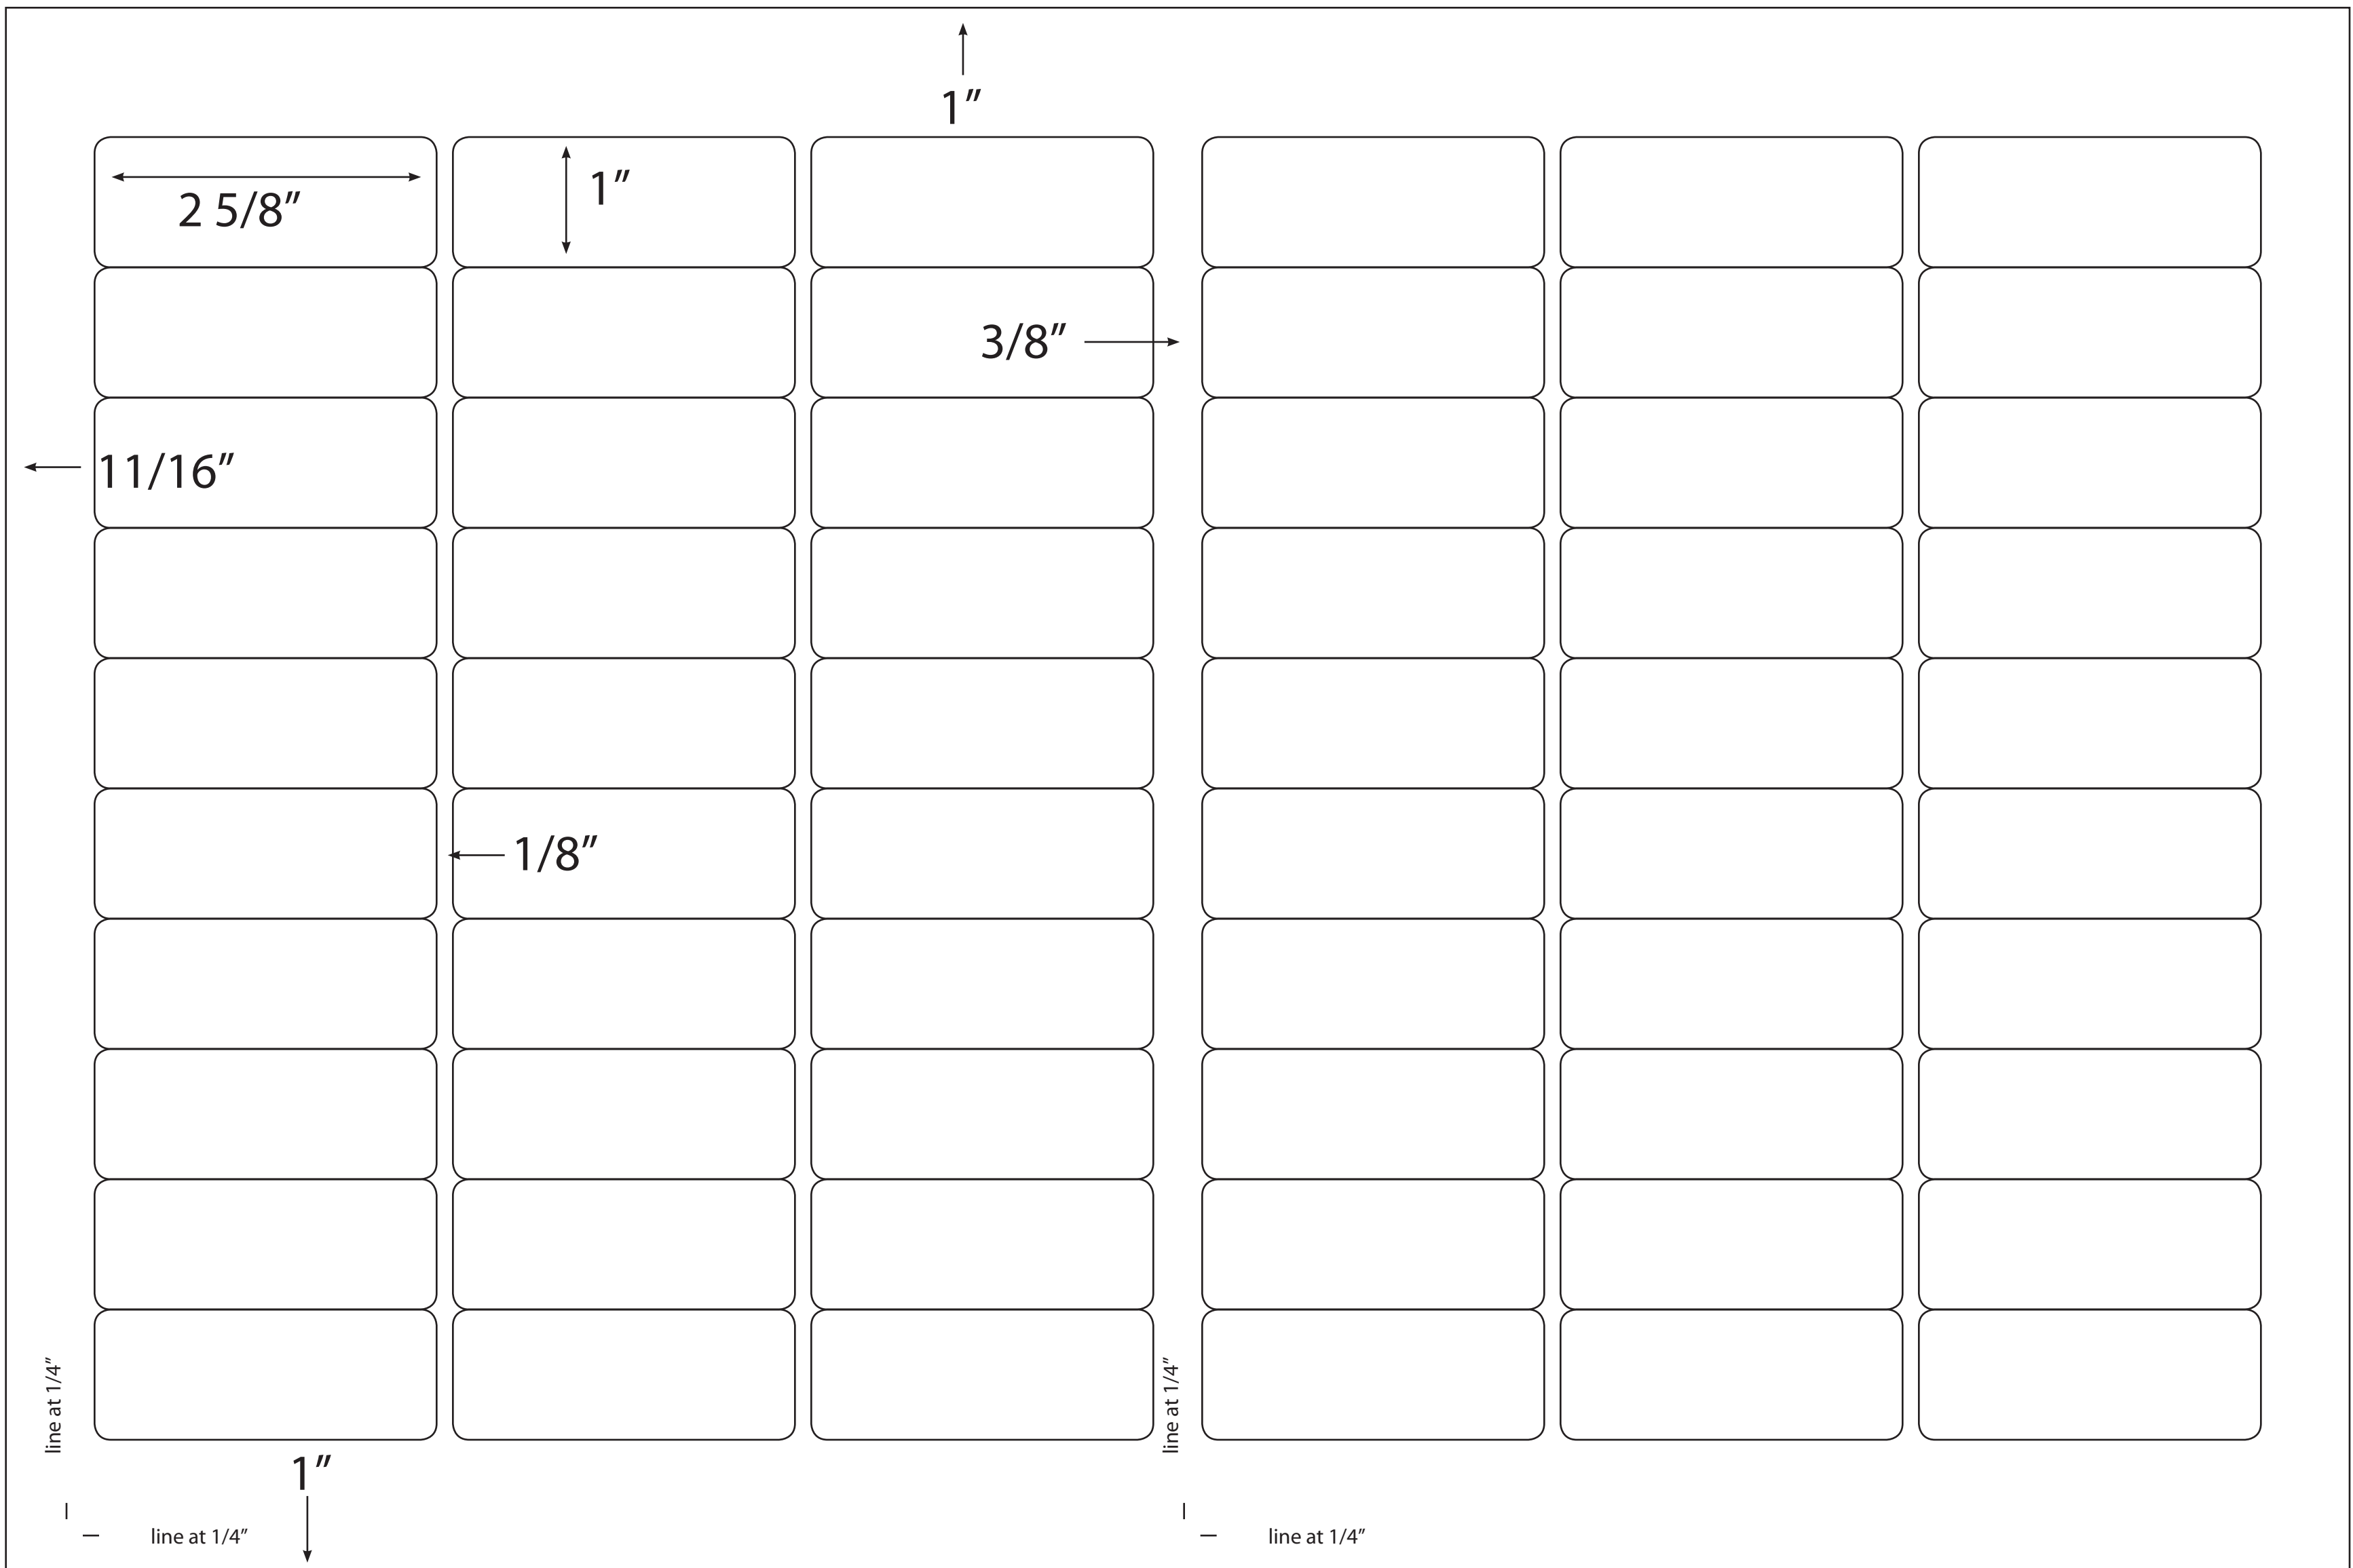 1”
2 5/8”
1”
3/8”
11/16”
1/8”
line at 1/4”
line at 1/4”
1”
line at 1/4”
line at 1/4”